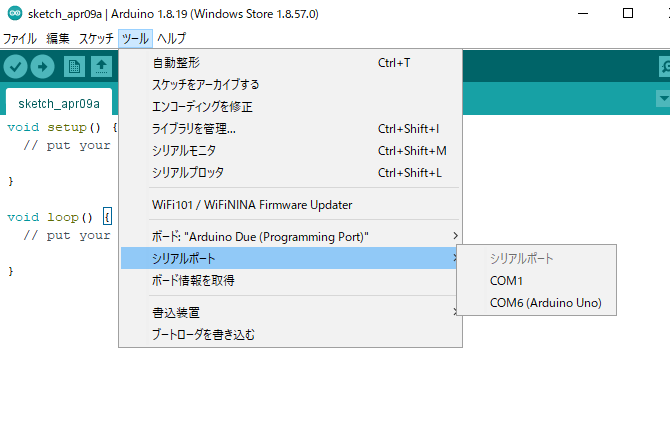 sketch_apr09a | Arduino 1.8.19 (Windows Store 1.8.57.0)
ファイル 編集 スケッチ ツール ヘルプ
自動整形 Ctrl+T
スケッチをアーカイブする
sketch_apr09a
エンコーディングを修正
void setup() {
ライブラリを管理... Ctrl+Shift+I
// put your
シリアルモニタ Ctrl+Shift+M
シリアルプロッタ Ctrl+Shift+L
}
WiFi101 / WiFiNINA Firmware Updater
void loop() {
// put your
ボード: "Arduino Due (Programming Port)"
シリアルポート
シリアルポート
}
ボード情報を取得
COM1
COM6 (Arduino Uno)
書込装置
ブートローダを書き込む